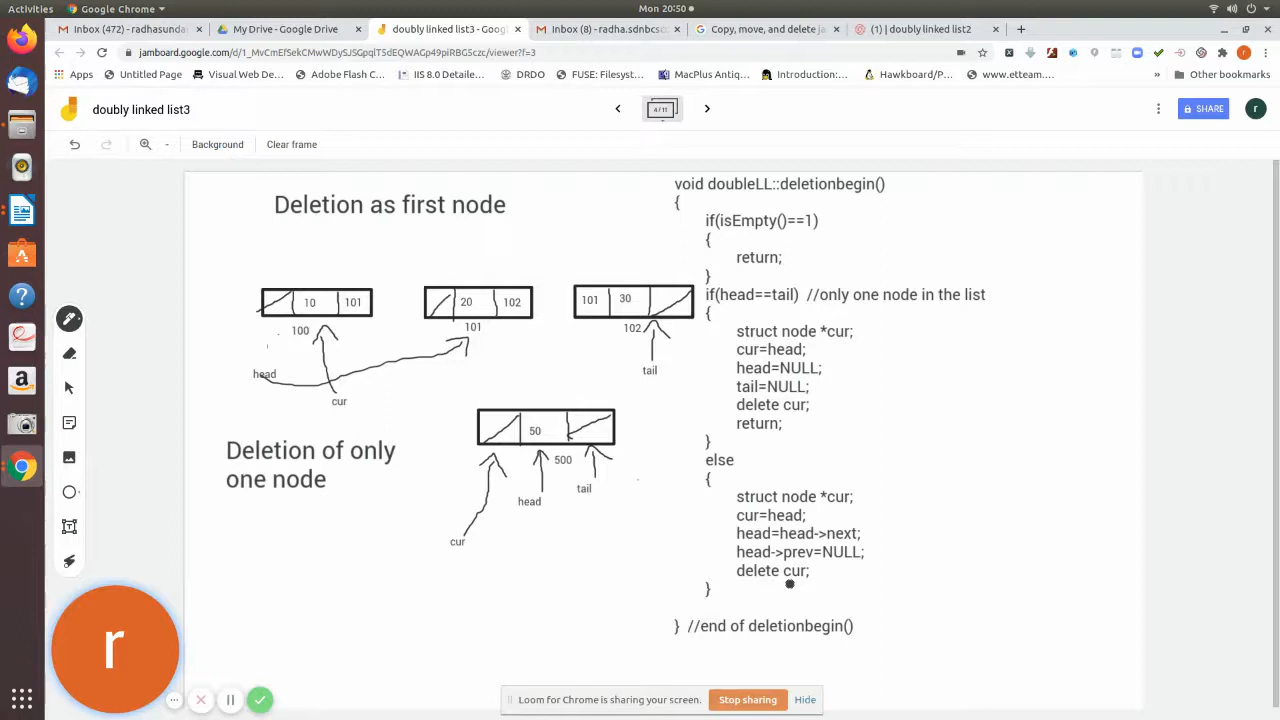 Activities
Google Chrome
Mon 20:50
Inbox (472) - radhasunda
My Drive - Google Drive
doubly linked list3 - Googl
Inbox (8) - radha.sdnbcsc
Copy, move, and delete ja
(1) | doubly linked list2
jamboard.google.com/d/1_MvCmEfSekCMwWDySJSGpqlT5dEQWAGp49piRBG5czc/viewer?f=3
Apps
Untitled Page
Visual Web De...
Adobe Flash C...
IIS 8.0 Detaile...
DRDO
FUSE: Filesyst...
MacPlus Antiq...
Introduction:...
Hawkboard/P...
www.etteam.c...
»
Other bookmarks
doubly linked list3
4 / 11
SHARE
r
Background
Clear frame
Deletion as first node
10
101
100
20
102
101
101
30
102
head
cur
tail
Deletion of only
one node
50
500
head
tail
cur
void doubleLL::deletionbegin()
{
if(isEmpty()==1)
{
return;
}
if(head==tail) //only one node in the list
{
struct node *cur;
cur=head;
head=NULL;
tail=NULL;
delete cur;
return;
}
else
{
struct node *cur;
cur=head;
head=head->next;
head->prev=NULL;
delete cur;
}
} //end of deletionbegin()
r
Loom for Chrome is sharing your screen.
Stop sharing
Hide